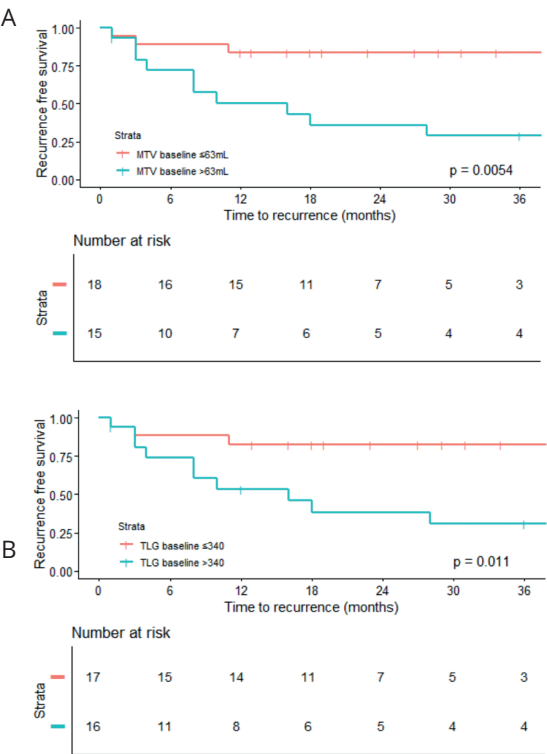 A
Recurrence free survival
1.00
0.75
0.50
0.25
0.00
Strata
MTV baseline ≤63mL
MTV baseline >63mL
p = 0.0054
0 6 12 18 24 30 36
Time to recurrence (months)
Number at risk
Strata
18 16 15 11 7 5 3
15 10 7 6 5 4 4
B
Recurrence free survival
1.00
0.75
0.50
0.25
0.00
Strata
TLG baseline ≤340
TLG baseline >340
p = 0.011
0 6 12 18 24 30 36
Time to recurrence (months)
Number at risk
Strata
17 15 14 11 7 5 3
16 11 8 6 5 4 4